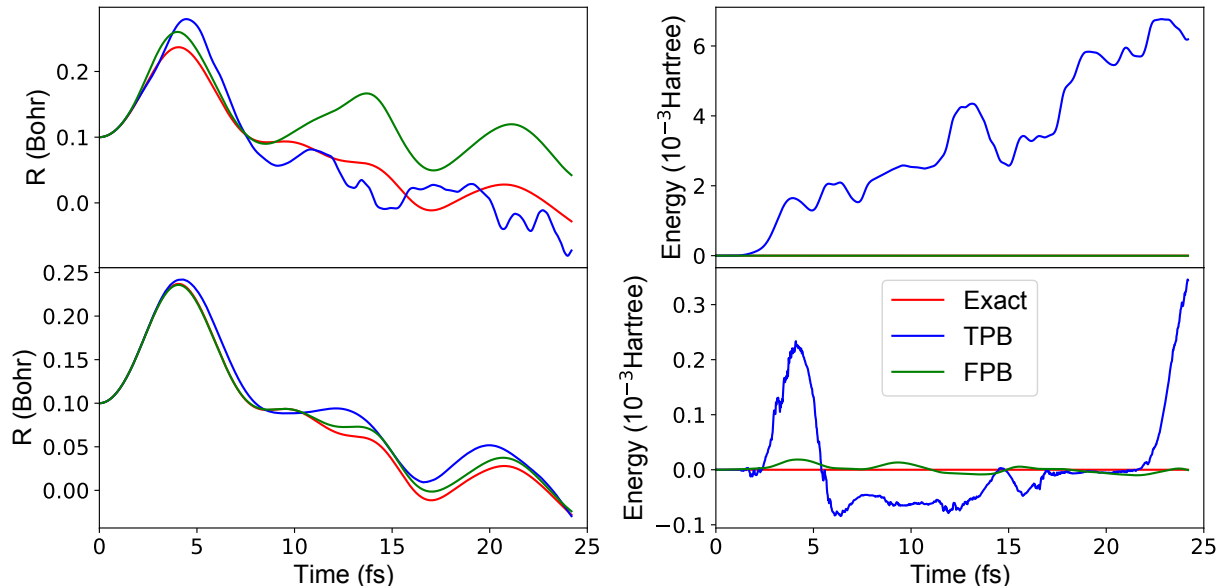 0.2
0.1
0.0
R (Bohr)
6
4
2
0
Energy (10⁻³Hartree)
0.25
0.20
0.15
0.10
0.05
0.00
R (Bohr)
0 5 10 15 20 25
Time (fs)
0.3
0.2
0.1
0.0
−0.1
Energy (10⁻³Hartree)
Exact
TPB
FPB
0 5 10 15 20 25
Time (fs)